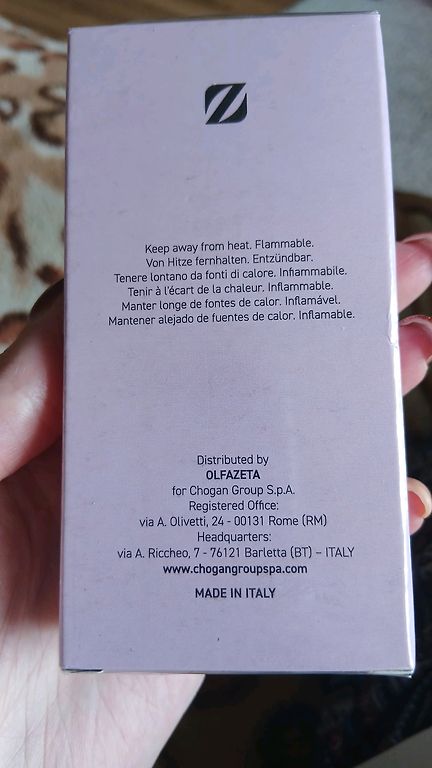 Keep away from heat. Flammable.
Von Hitze fernhalten. Entzündbar.
Tenere lontano da fonti di calore. Infiammabile.
Tenir à l'écart de la chaleur. Inflammable.
Manter longe de fontes de calor. Inflamável.
Mantener alejado de fuentes de calor. Inflamable.
Distributed by
OLFAZETA
for Chogan Group S.p.A.
Registered Office:
via A. Olivetti, 24 - 00131 Rome (RM)
Headquarters:
via A. Riccheo, 7 - 76121 Barletta (BT) – ITALY
www.chogangroupspa.com
MADE IN ITALY